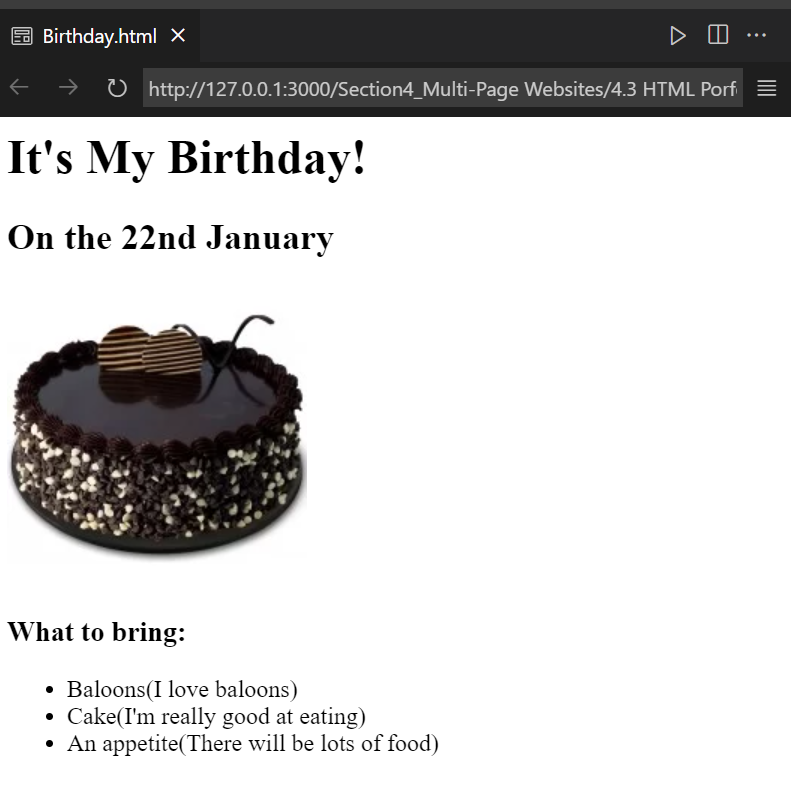 Birthday.html
http://127.0.0.1:3000/Section4_Multi-Page Websites/4.3 HTML Porf
It's My Birthday!
On the 22nd January
What to bring:
Baloons(I love baloons)
Cake(I'm really good at eating)
An appetite(There will be lots of food)